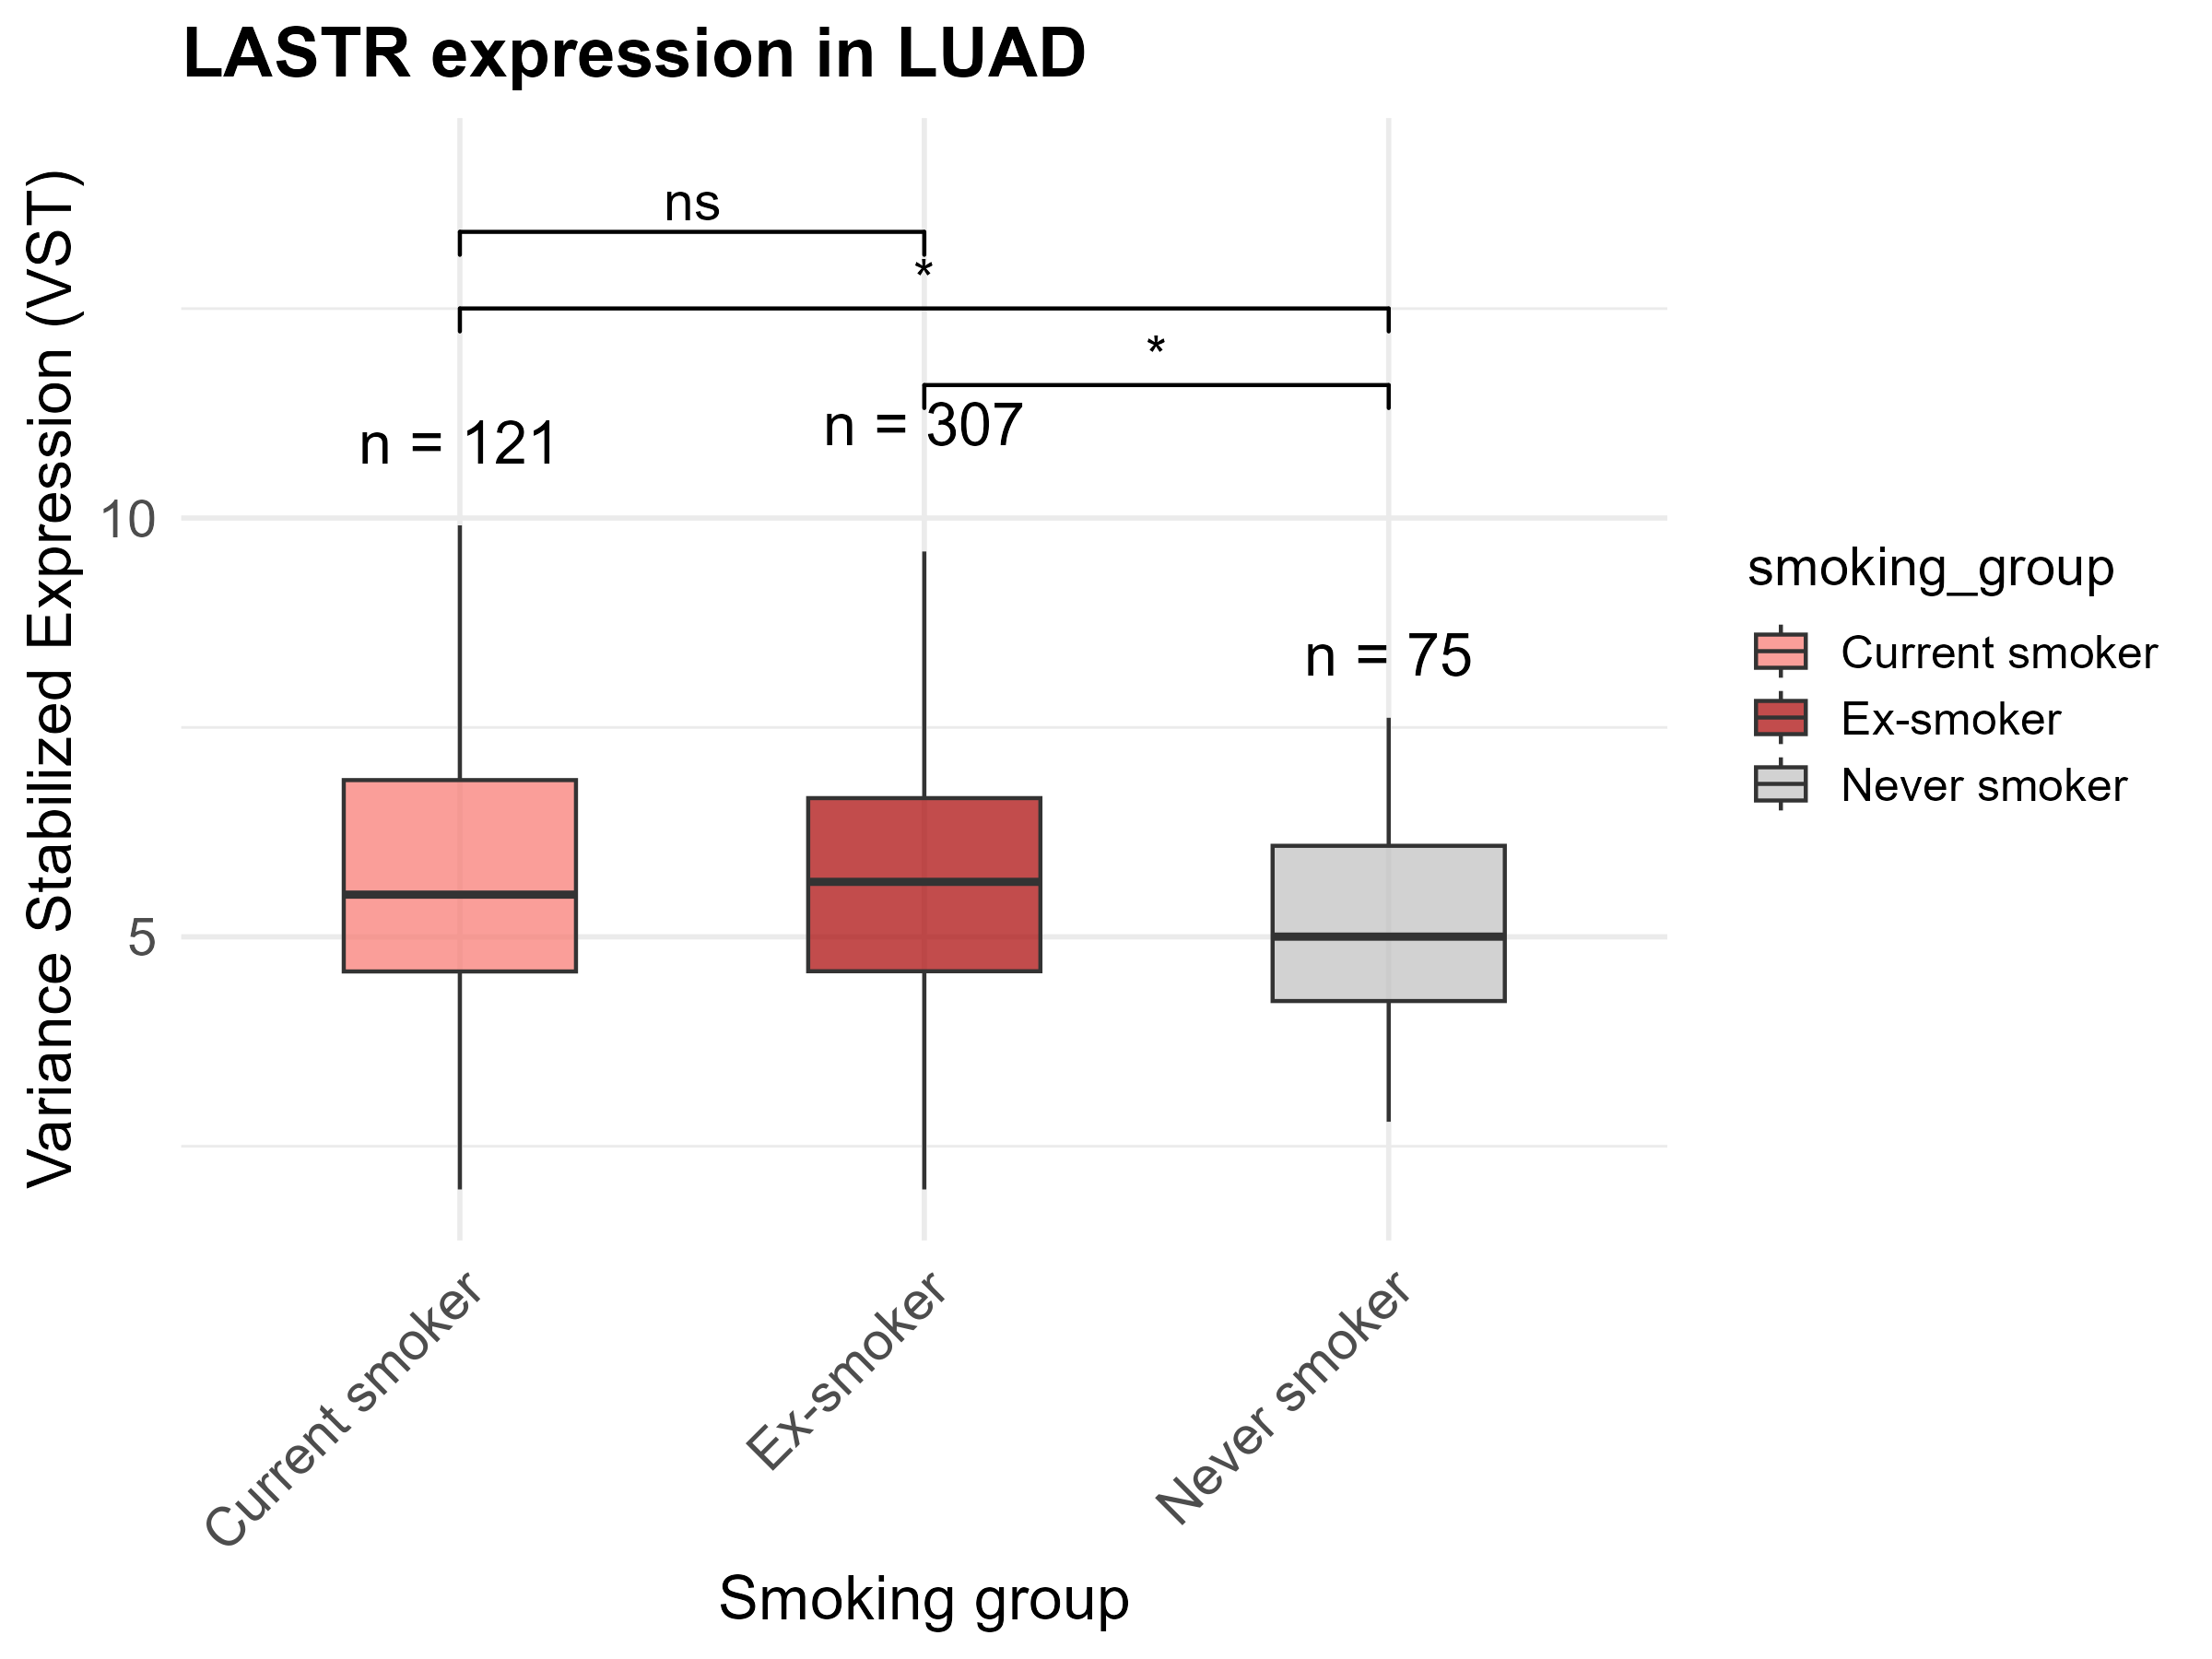 LASTR expression in LUAD
Variance Stabilized Expression (VST)
ns
*
*
n = 121
n = 307
n = 75
10
5
Current smoker
Ex-smoker
Never smoker
Smoking group
smoking_group
Current smoker
Ex-smoker
Never smoker